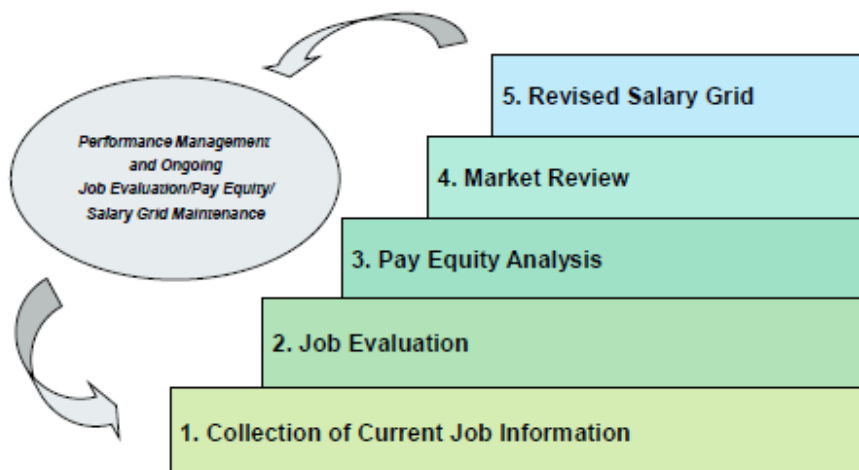 5. Revised Salary Grid
Performance Management
and Ongoing
Job Evaluation/Pay Equity/
Salary Grid Maintenance
4. Market Review
3. Pay Equity Analysis
2. Job Evaluation
1. Collection of Current Job Information